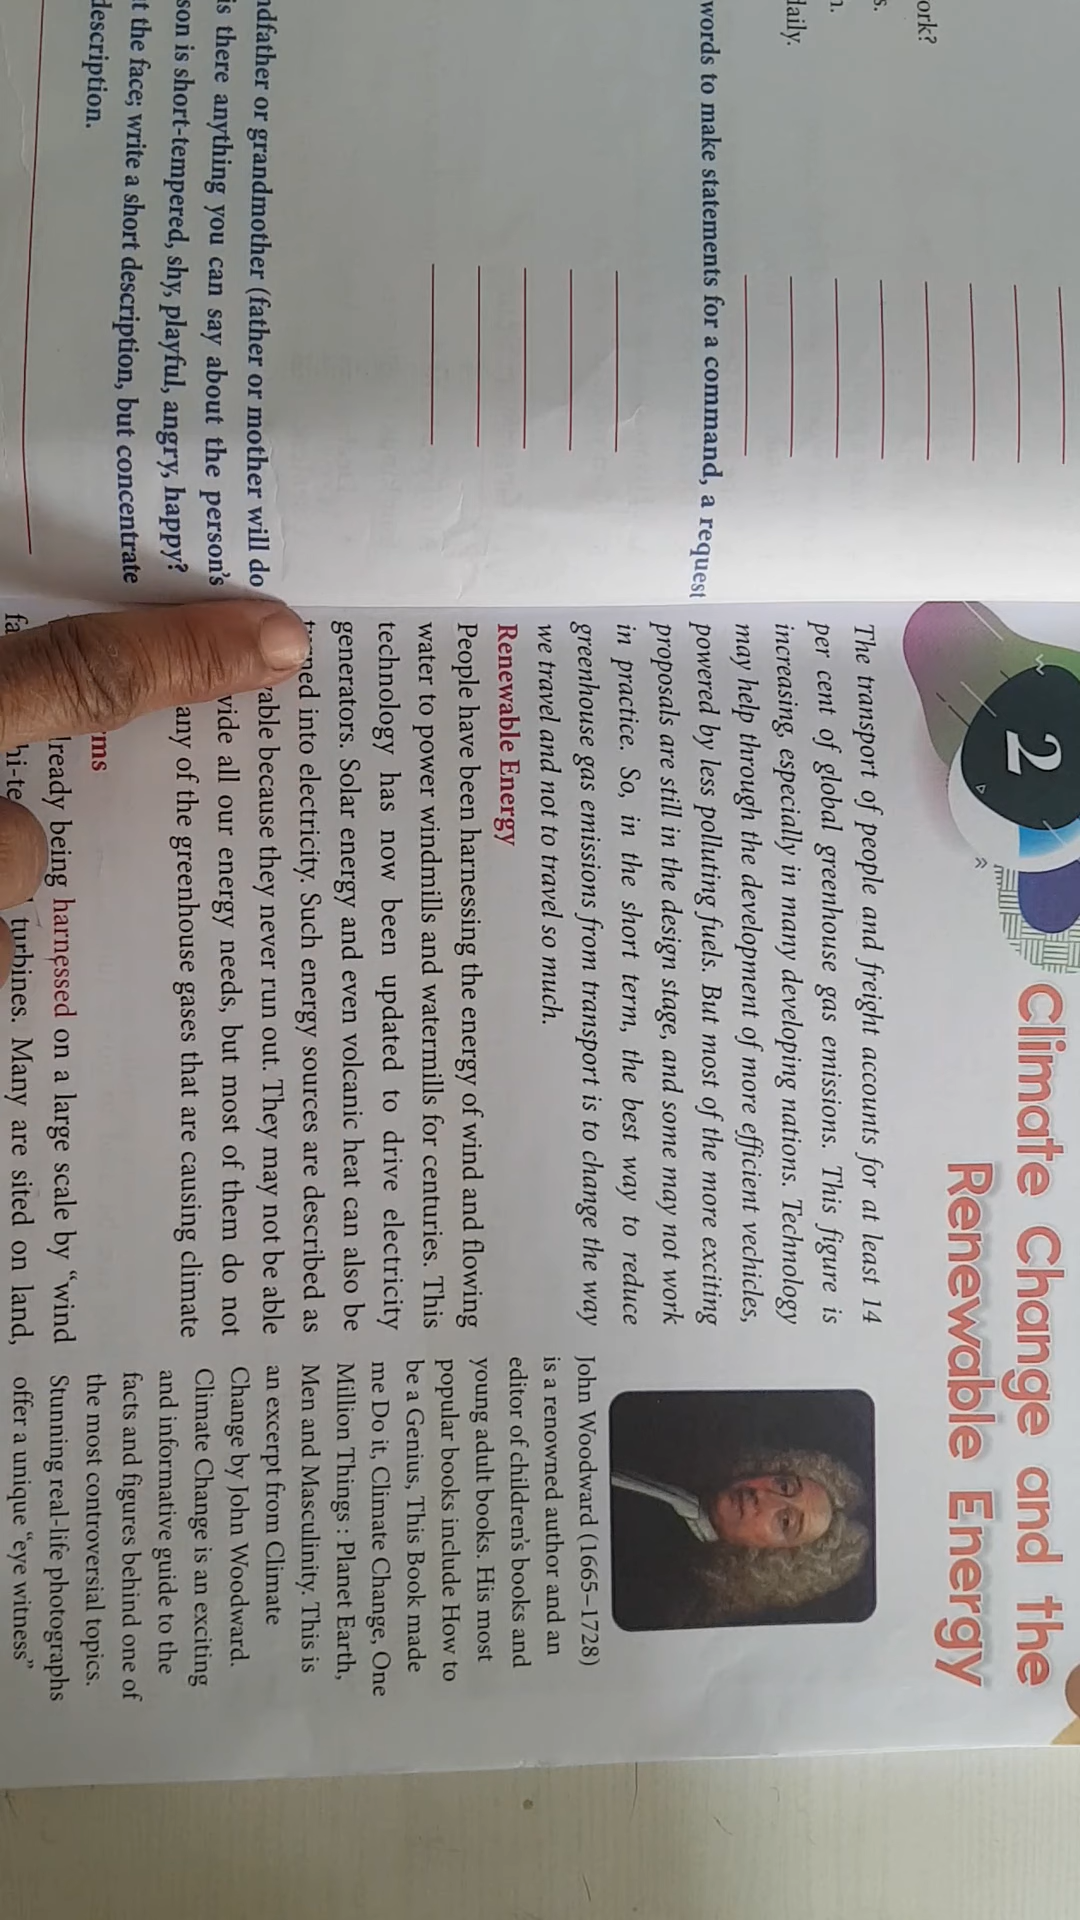 ork?
s.
n.
daily.
words to make statements for a command, a request
ndfather or grandmother (father or mother will do
is there anything you can say about the person's
son is short-tempered, shy, playful, angry, happy?
t the face; write a short description, but concentrate
description.
2
Climate Change and the
Renewable Energy
The transport of people and freight accounts for at least 14
per cent of global greenhouse gas emissions. This figure is
increasing, especially in many developing nations. Technology
may help through the development of more efficient vechicles,
powered by less polluting fuels. But most of the more exciting
proposals are still in the design stage, and some may not work
in practice. So, in the short term, the best way to reduce
greenhouse gas emissions from transport is to change the way
we travel and not to travel so much.
Renewable Energy
People have been harnessing the energy of wind and flowing
water to power windmills and watermills for centuries. This
technology has now been updated to drive electricity
generators. Solar energy and even volcanic heat can also be
turned into electricity. Such energy sources are described as
able because they never run out. They may not be able
vide all our energy needs, but most of them do not
any of the greenhouse gases that are causing climate
rms
lready being harnessed on a large scale by “wind
fa hi-te turbines. Many are sited on land,
John Woodward (1665–1728)
is a renowned author and an
editor of children's books and
young adult books. His most
popular books include How to
be a Genius, This Book made
me Do it, Climate Change, One
Million Things : Planet Earth,
Men and Masculinity. This is
an excerpt from Climate
Change by John Woodward.
Climate Change is an exciting
and informative guide to the
facts and figures behind one of
the most controversial topics.
Stunning real-life photographs
offer a unique “eye witness”